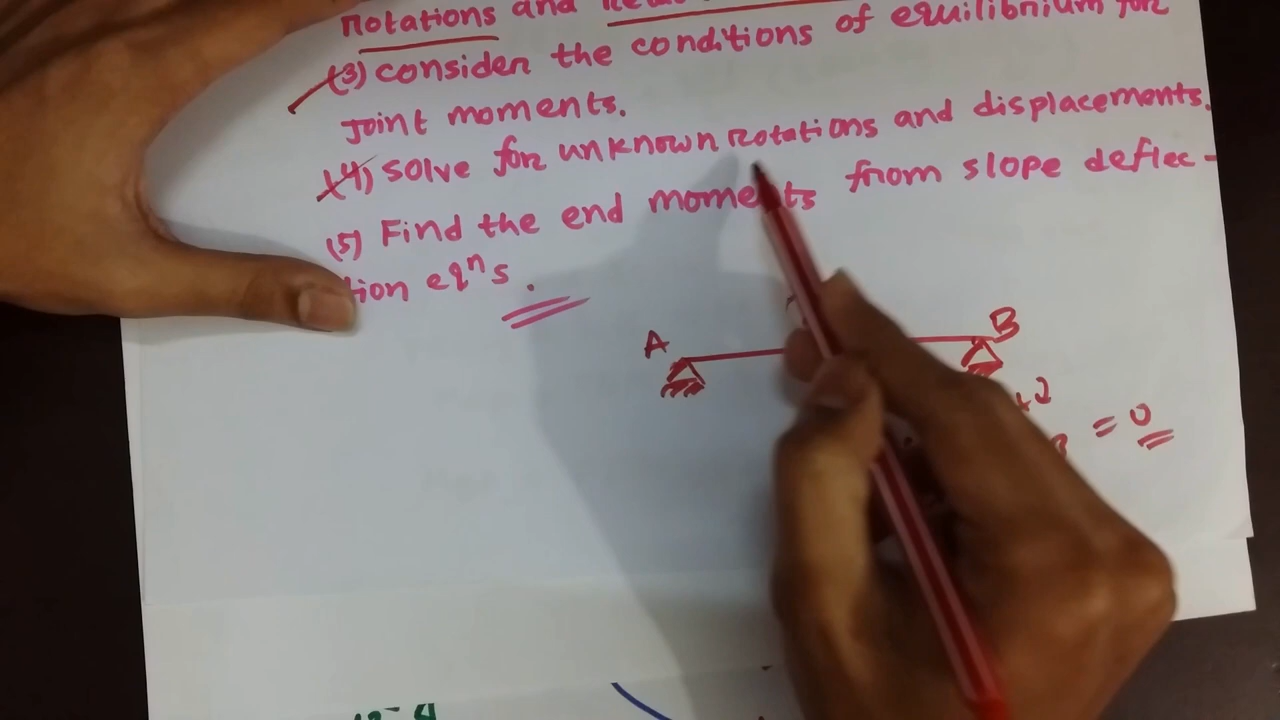 Rotations and
(3) consider the conditions of equilibrium for
Joint moments.
(4) solve for unknown rotations and displacements.
(5) Find the end moments from slope deflec-
tion eqⁿs.
A
B
= 0